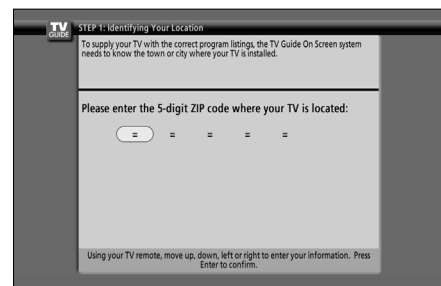 TV
GUIDE
STEP 1: Identifying Your Location
To supply your TV with the correct program listings, the TV Guide On Screen system
needs to know the town or city where your TV is installed.
Please enter the 5-digit ZIP code where your TV is located:
= = = = =
Using your TV remote, move up, down, left or right to enter your information. Press
Enter to confirm.